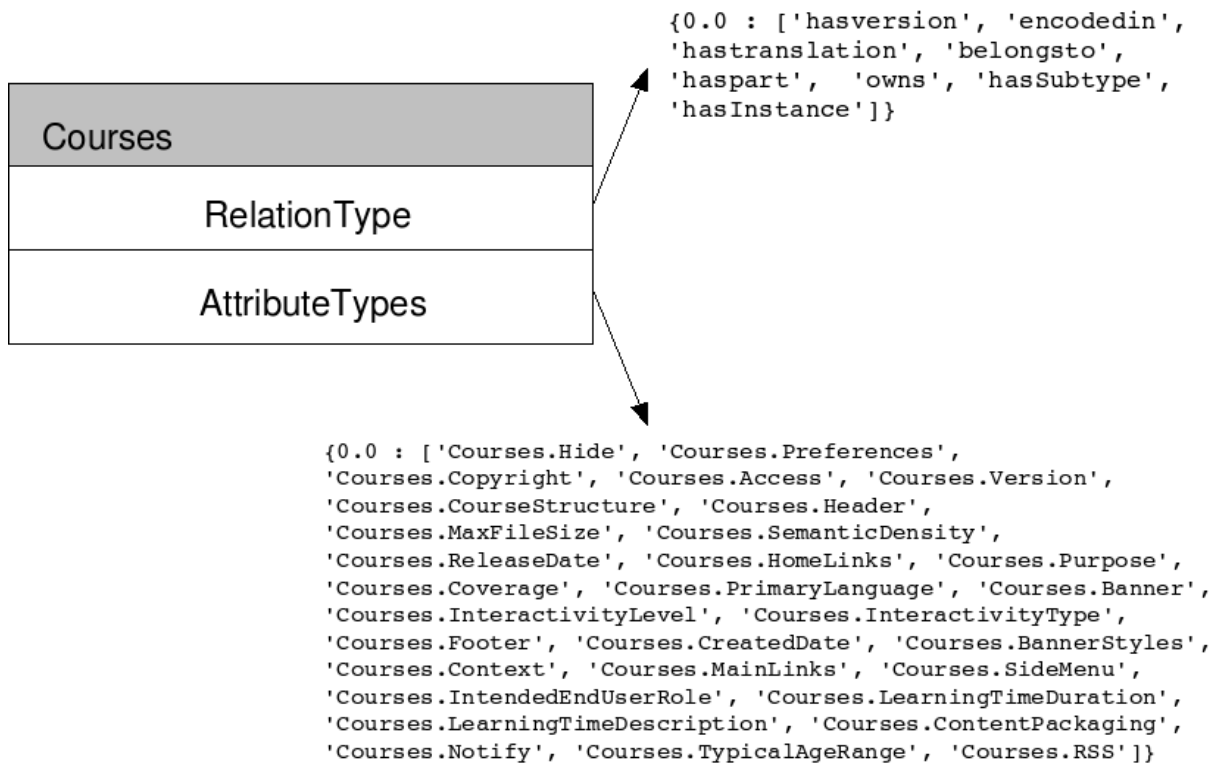 {0.0 : ['hasversion', 'encodedin',
'hastranslation', 'belongsto',
'haspart', 'owns', 'hasSubtype',
'hasInstance']}
Courses
RelationType
AttributeTypes
{0.0 : ['Courses.Hide', 'Courses.Preferences',
'Courses.Copyright', 'Courses.Access', 'Courses.Version',
'Courses.CourseStructure', 'Courses.Header',
'Courses.MaxFileSize', 'Courses.SemanticDensity',
'Courses.ReleaseDate', 'Courses.HomeLinks', 'Courses.Purpose',
'Courses.Coverage', 'Courses.PrimaryLanguage', 'Courses.Banner',
'Courses.InteractivityLevel', 'Courses.InteractivityType',
'Courses.Footer', 'Courses.CreatedDate', 'Courses.BannerStyles',
'Courses.Context', 'Courses.MainLinks', 'Courses.SideMenu',
'Courses.IntendedEndUserRole', 'Courses.LearningTimeDuration',
'Courses.LearningTimeDescription', 'Courses.ContentPackaging',
'Courses.Notify', 'Courses.TypicalAgeRange', 'Courses.RSS']}